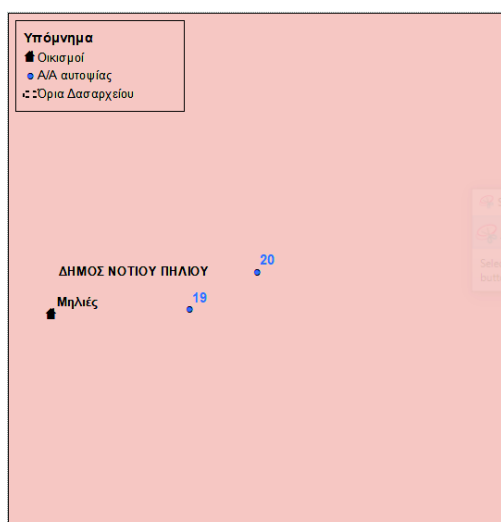 Υπόμνημα
Οικισμοί
Α/Α αυτοψίας
Όρια Δασαρχείου
20
ΔΗΜΟΣ ΝΟΤΙΟΥ ΠΗΛΙΟΥ
Μηλιές
19